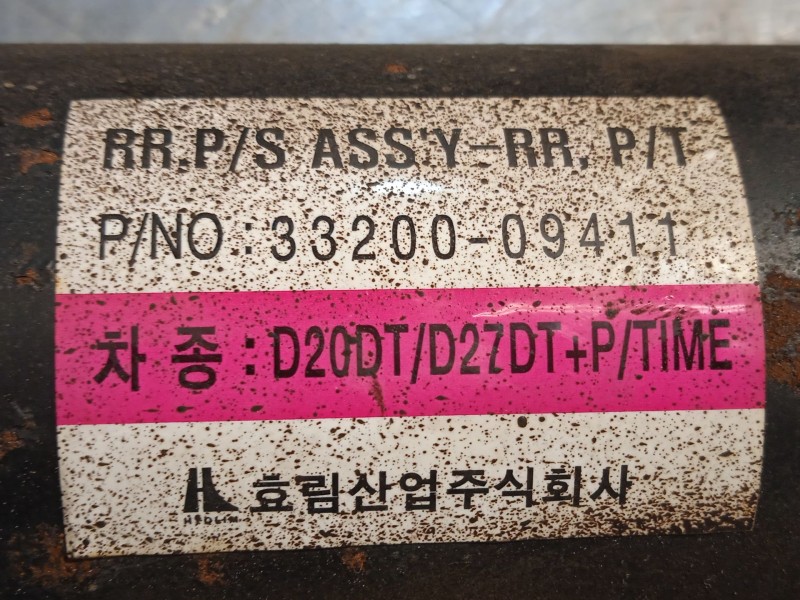 RR.P/S ASS'Y-RR, P/T
P/NO : 33200-09411
차 종 : D20DT/D27DT+P/TIME
효림산업주식회사